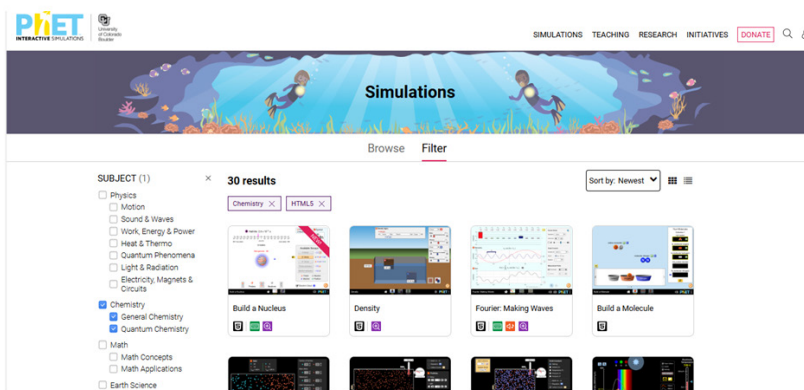 PhET
INTERACTIVE SIMULATIONS
University
of Colorado
Boulder
SIMULATIONS TEACHING RESEARCH INITIATIVES DONATE
Simulations
Browse Filter
SUBJECT (1)
30 results
Sort by: Newest
Chemistry HTML5
Physics
Motion
Sound & Waves
Work, Energy & Power
Heat & Thermo
Quantum Phenomena
Light & Radiation
Electricity, Magnets &
Circuits
Chemistry
General Chemistry
Quantum Chemistry
Math
Math Concepts
Math Applications
Earth Science
Build a Nucleus
Density
Fourier: Making Waves
Build a Molecule